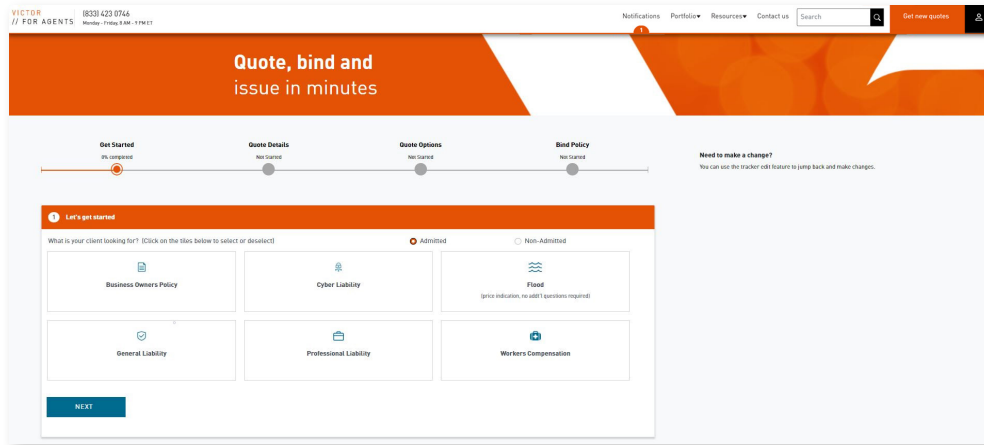 VICTOR
// FOR AGENTS
(833) 423 0746
Monday - Friday, 8 AM - 9 PM ET
Notifications
1
Portfolio▾
Resources▾
Contact us
Search
Get new quotes
Quote, bind and
issue in minutes
Get Started
0% completed
Quote Details
Not Started
Quote Options
Not Started
Bind Policy
Not Started
Need to make a change?
You can use the tracker edit feature to jump back and make changes.
1 Let's get started
What is your client looking for? (Click on the tiles below to select or deselect)
Admitted
Non-Admitted
Business Owners Policy
Cyber Liability
Flood
(price indication, no addt'l questions required)
General Liability
Professional Liability
Workers Compensation
NEXT